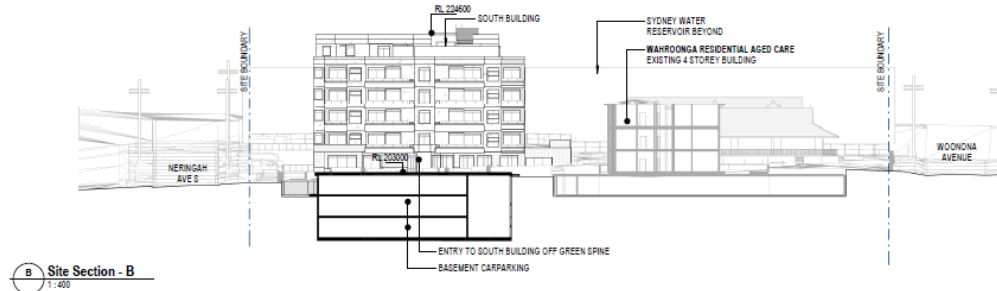 RL 224500
SOUTH BUILDING
SYDNEY WATER
RESERVOIR BEYOND
WAHROONGA RESIDENTIAL AGED CARE
EXISTING 4 STOREY BUILDING
SITE BOUNDARY
SITE BOUNDARY
NERINGAH
AVE S
RL 203000
WOONONA
AVENUE
ENTRY TO SOUTH BUILDING OFF GREEN SPINE
BASEMENT CARPARKING
B
Site Section - B
1 : 400